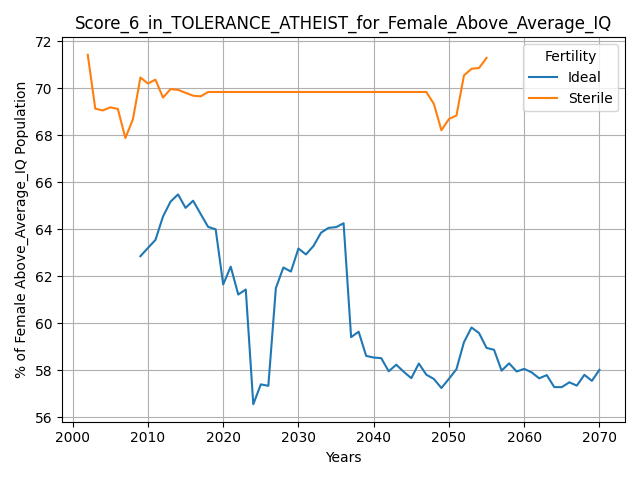 Score_6_in_TOLERANCE_ATHEIST_for_Female_Above_Average_IQ
% of Female Above_Average_IQ Population
72
70
68
66
64
62
60
58
56
Fertility
Ideal
Sterile
2000 2010 2020 2030 2040 2050 2060 2070
Years